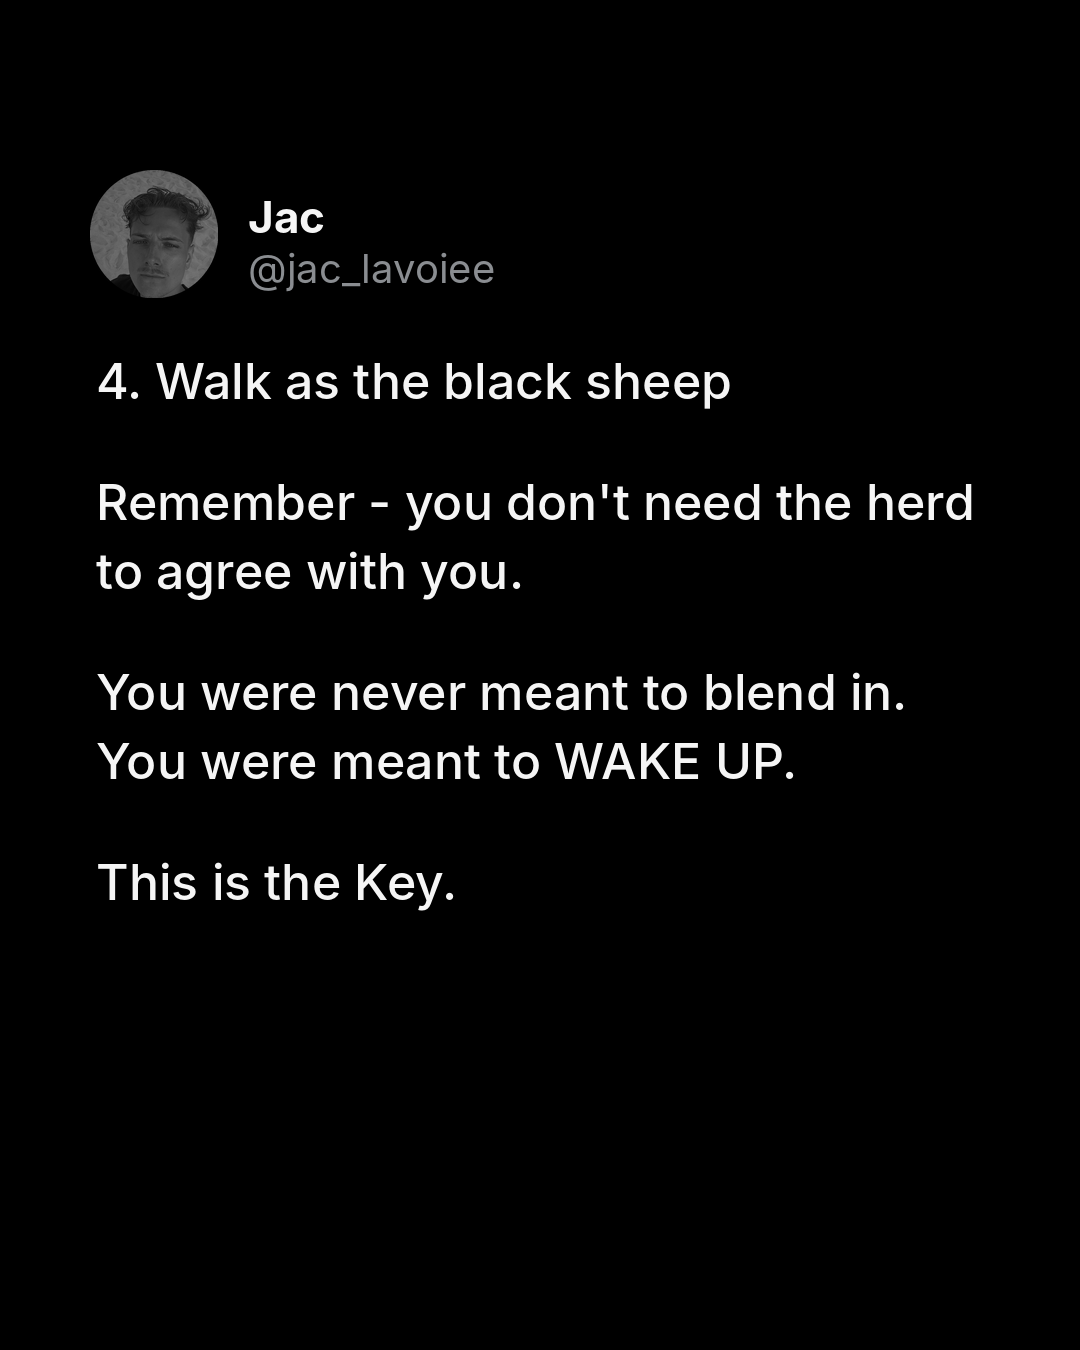 Jac
@jac_lavoiee
4. Walk as the black sheep
Remember - you don't need the herd
to agree with you.
You were never meant to blend in.
You were meant to WAKE UP.
This is the Key.